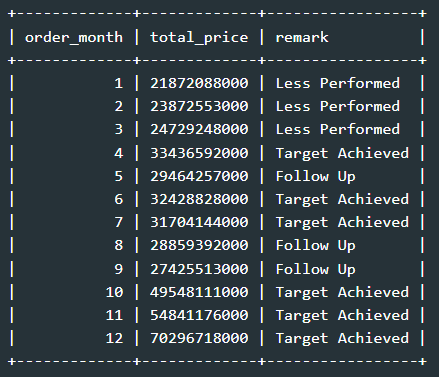 +-------------+-------------+-----------------+
| order_month | total_price | remark          |
+-------------+-------------+-----------------+
|           1 | 21872088000 | Less Performed  |
|           2 | 23872553000 | Less Performed  |
|           3 | 24729248000 | Less Performed  |
|           4 | 33436592000 | Target Achieved |
|           5 | 29464257000 | Follow Up       |
|           6 | 32428828000 | Target Achieved |
|           7 | 31704144000 | Target Achieved |
|           8 | 28859392000 | Follow Up       |
|           9 | 27425513000 | Follow Up       |
|          10 | 49548111000 | Target Achieved |
|          11 | 54841176000 | Target Achieved |
|          12 | 70296718000 | Target Achieved |
+-------------+-------------+-----------------+